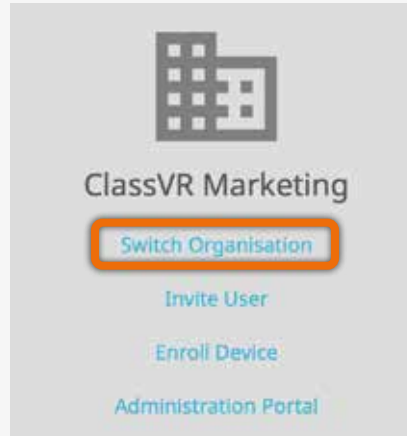 ClassVR Marketing
Switch Organisation
Invite User
Enroll Device
Administration Portal